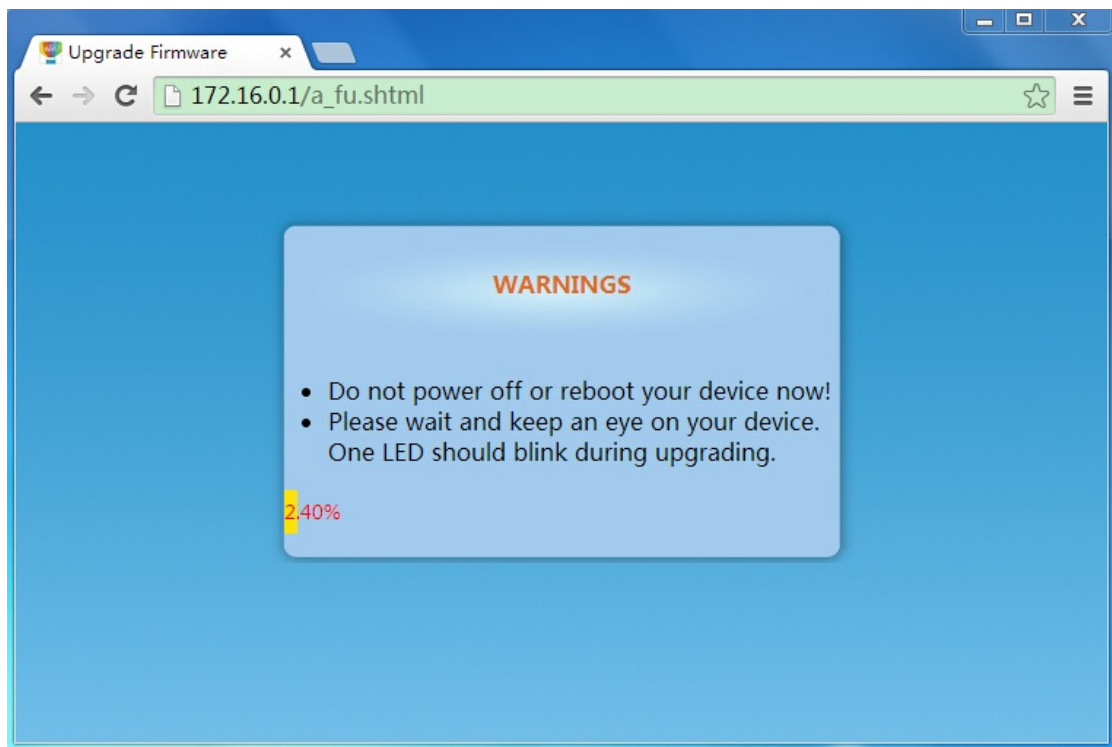 Upgrade Firmware
172.16.0.1/a_fu.shtml
WARNINGS
Do not power off or reboot your device now!
Please wait and keep an eye on your device.
One LED should blink during upgrading.
2.40%